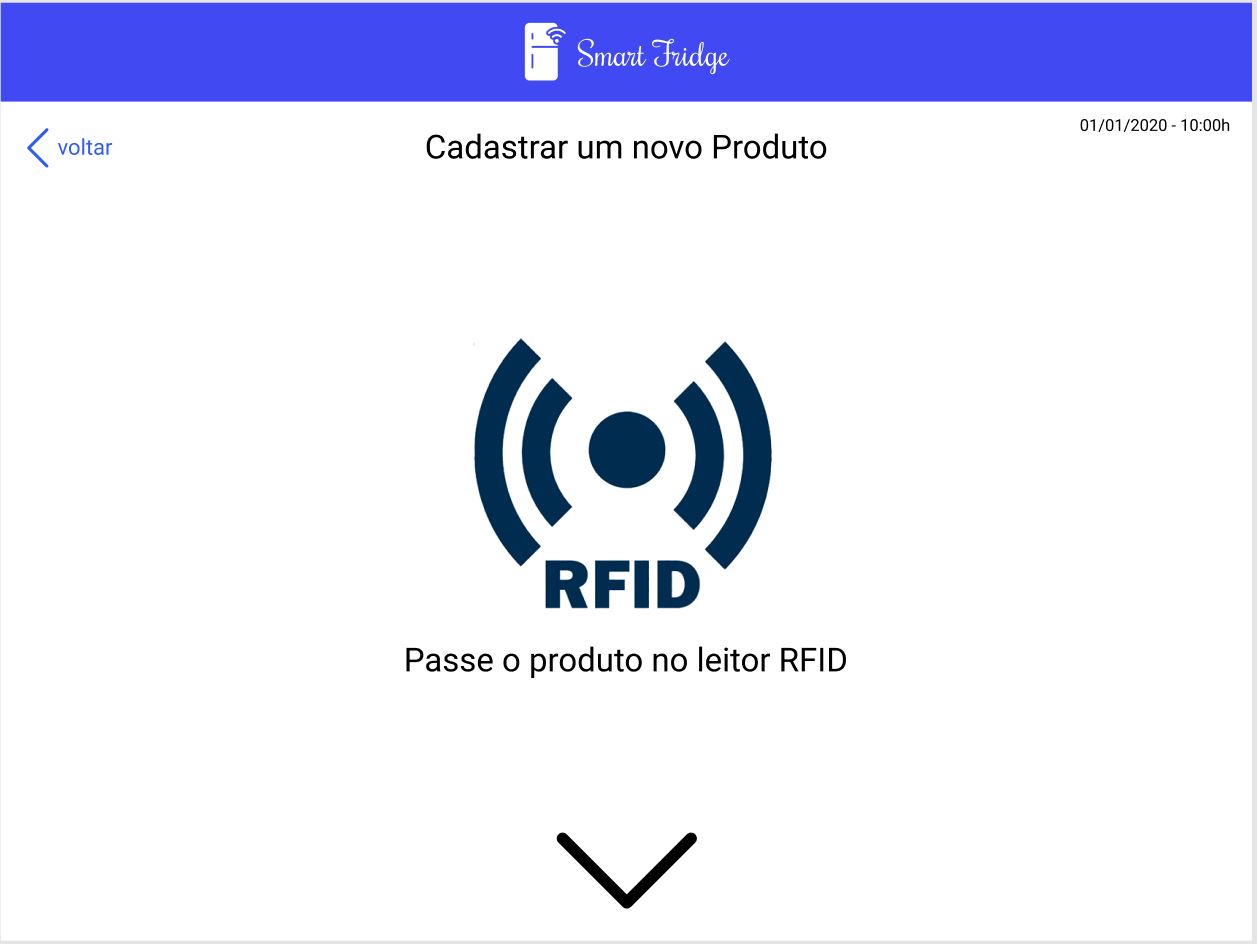 Smart Fridge
01/01/2020 - 10:00h
voltar
Cadastrar um novo Produto
RFID
Passe o produto no leitor RFID